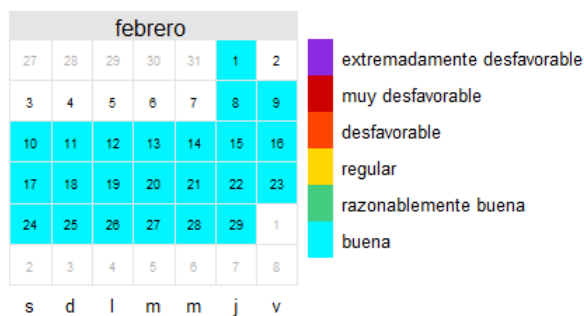 febrero
27 28 29 30 31 1 2
3 4 5 6 7 8 9
10 11 12 13 14 15 16
17 18 19 20 21 22 23
24 25 26 27 28 29 1
2 3 4 5 6 7 8
s d l m m j v
extremadamente desfavorable
muy desfavorable
desfavorable
regular
razonablemente buena
buena